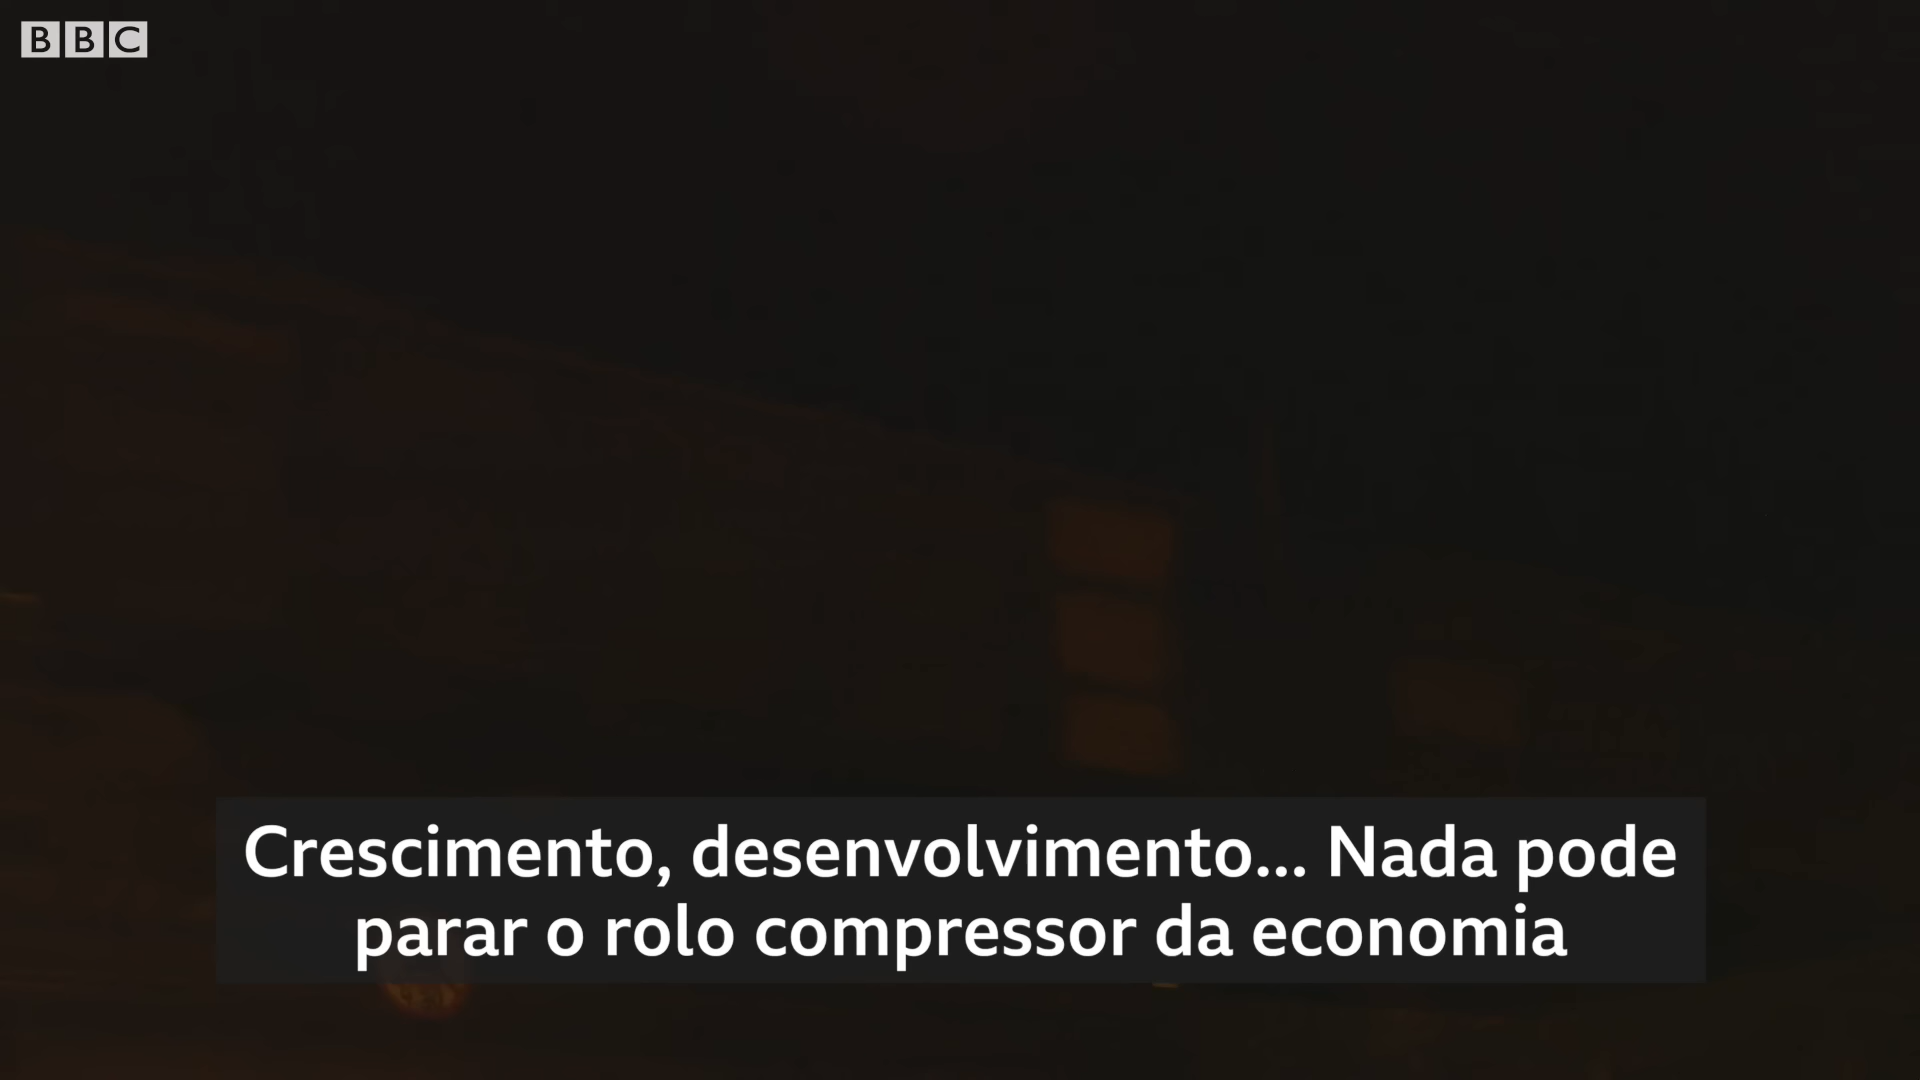 BBC
Crescimento, desenvolvimento... Nada pode
parar o rolo compressor da economia